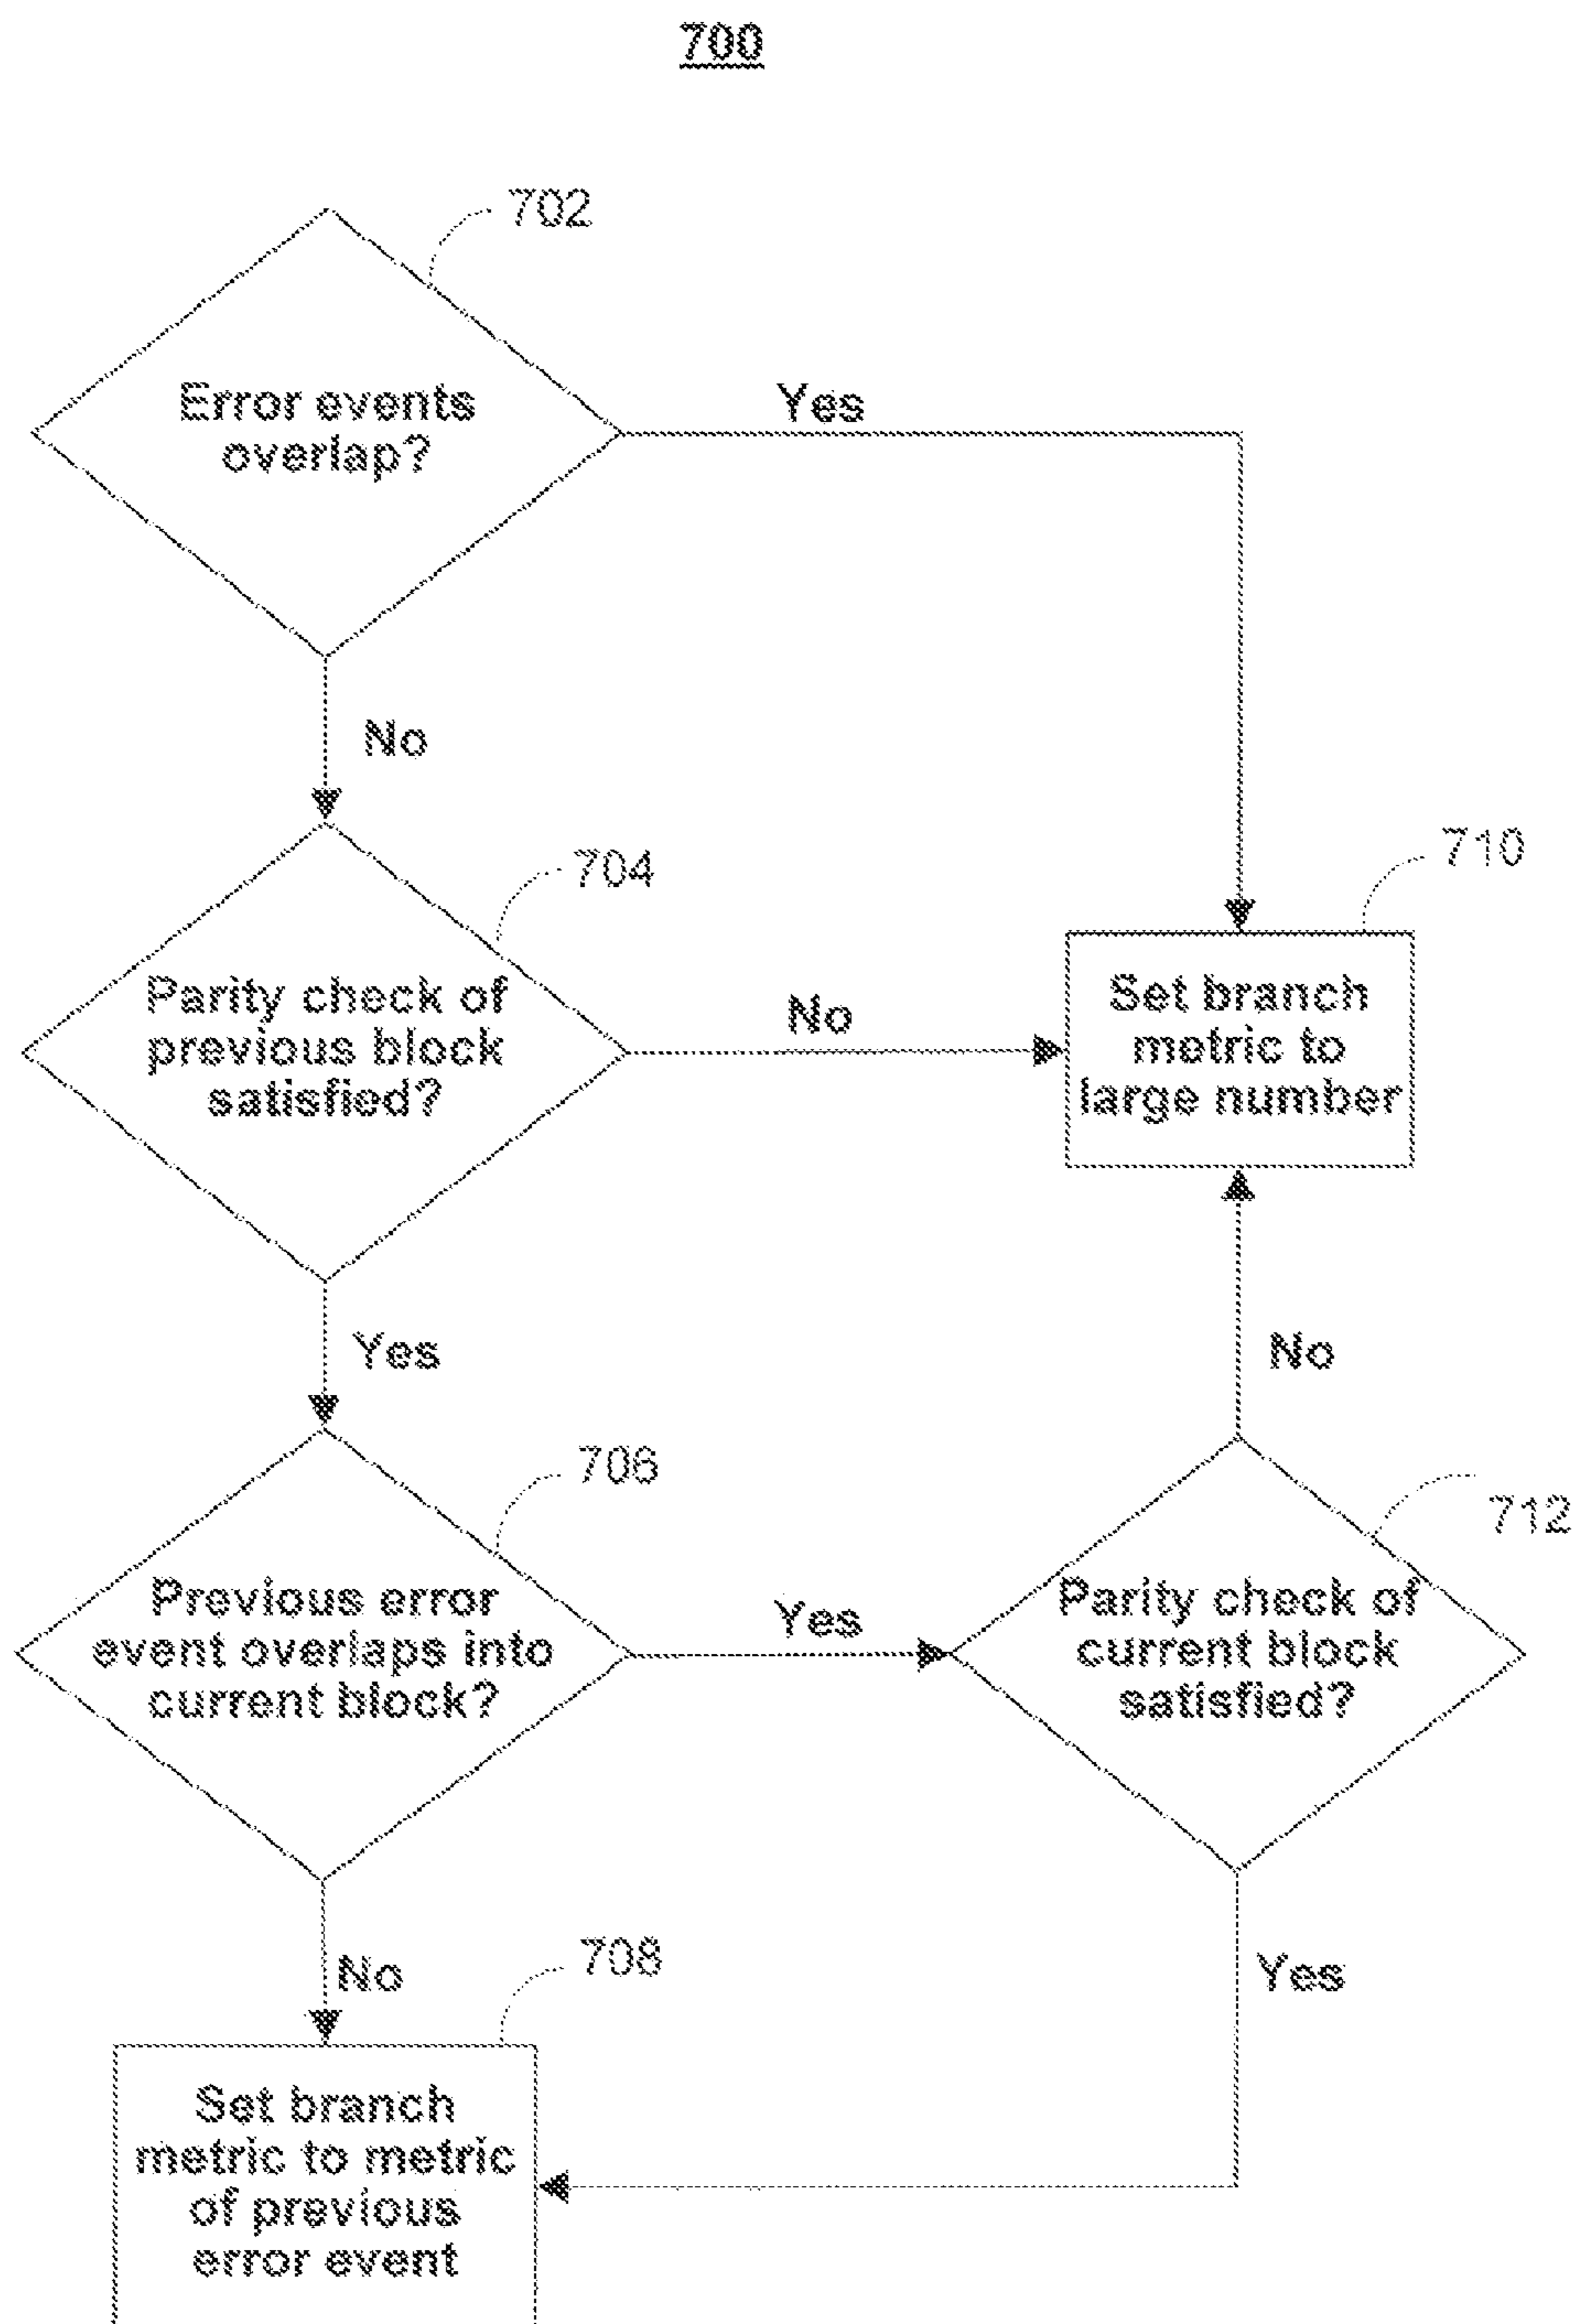 700
702
Error events
overlap?
Yes
No
704
Parity check of
previous block
satisfied?
No
710
Set branch
metric to
large number
Yes
No
706
Previous error
event overlaps into
current block?
Yes
712
Parity check of
current block
satisfied?
No
708
Yes
Set branch
metric to metric
of previous
error event